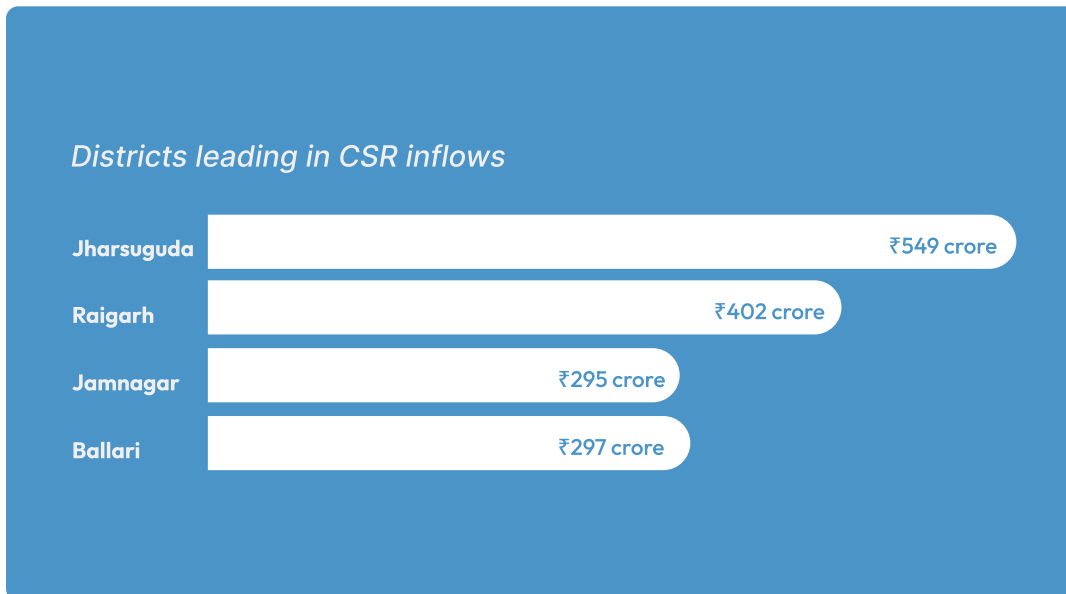 Districts leading in CSR inflows
Jharsuguda ₹549 crore
Raigarh ₹402 crore
Jamnagar ₹295 crore
Ballari ₹297 crore